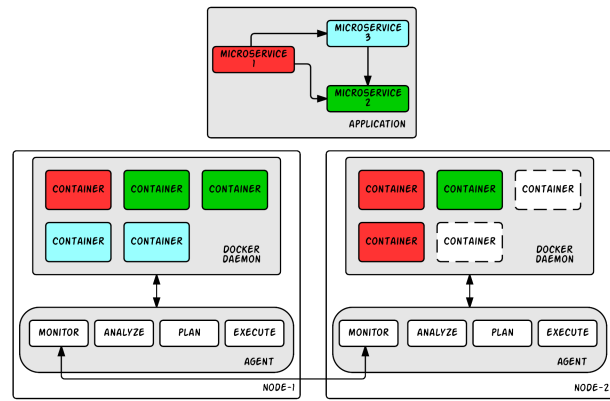 MICROSERVICE
3
MICROSERVICE
1
MICROSERVICE
2
APPLICATION
CONTAINER
CONTAINER
CONTAINER
CONTAINER
CONTAINER
DOCKER
DAEMON
MONITOR
ANALYZE
PLAN
EXECUTE
AGENT
NODE-1
CONTAINER
CONTAINER
CONTAINER
CONTAINER
CONTAINER
DOCKER
DAEMON
MONITOR
ANALYZE
PLAN
EXECUTE
AGENT
NODE-2